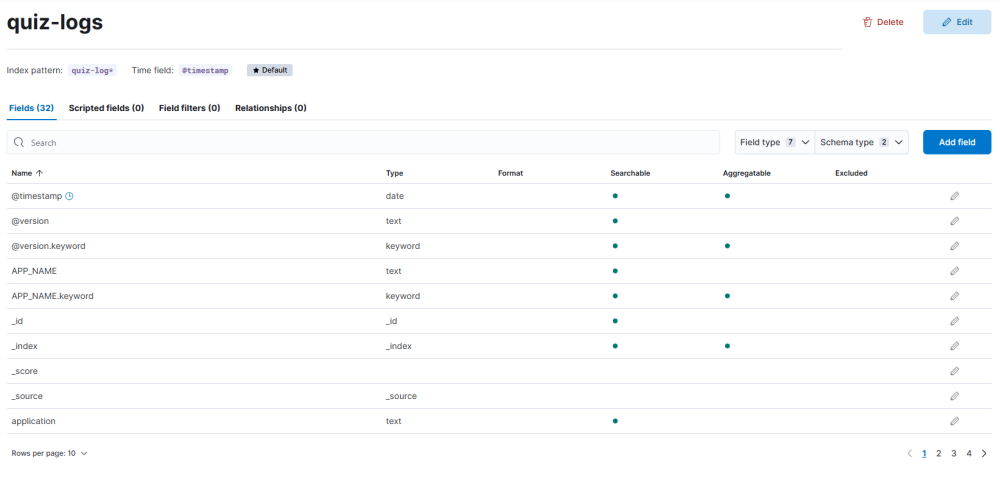 quiz-logs
Delete
Edit
Index pattern: quiz-log* Time field: @timestamp Default
Fields (32) Scripted fields (0) Field filters (0) Relationships (0)
Search
Field type 7
Schema type 2
Add field
Name Type Format Searchable Aggregatable Excluded
@timestamp date
@version text
@version.keyword keyword
APP_NAME text
APP_NAME.keyword keyword
_id _id
_index _index
_score
_source _source
application text
Rows per page: 10
1 2 3 4